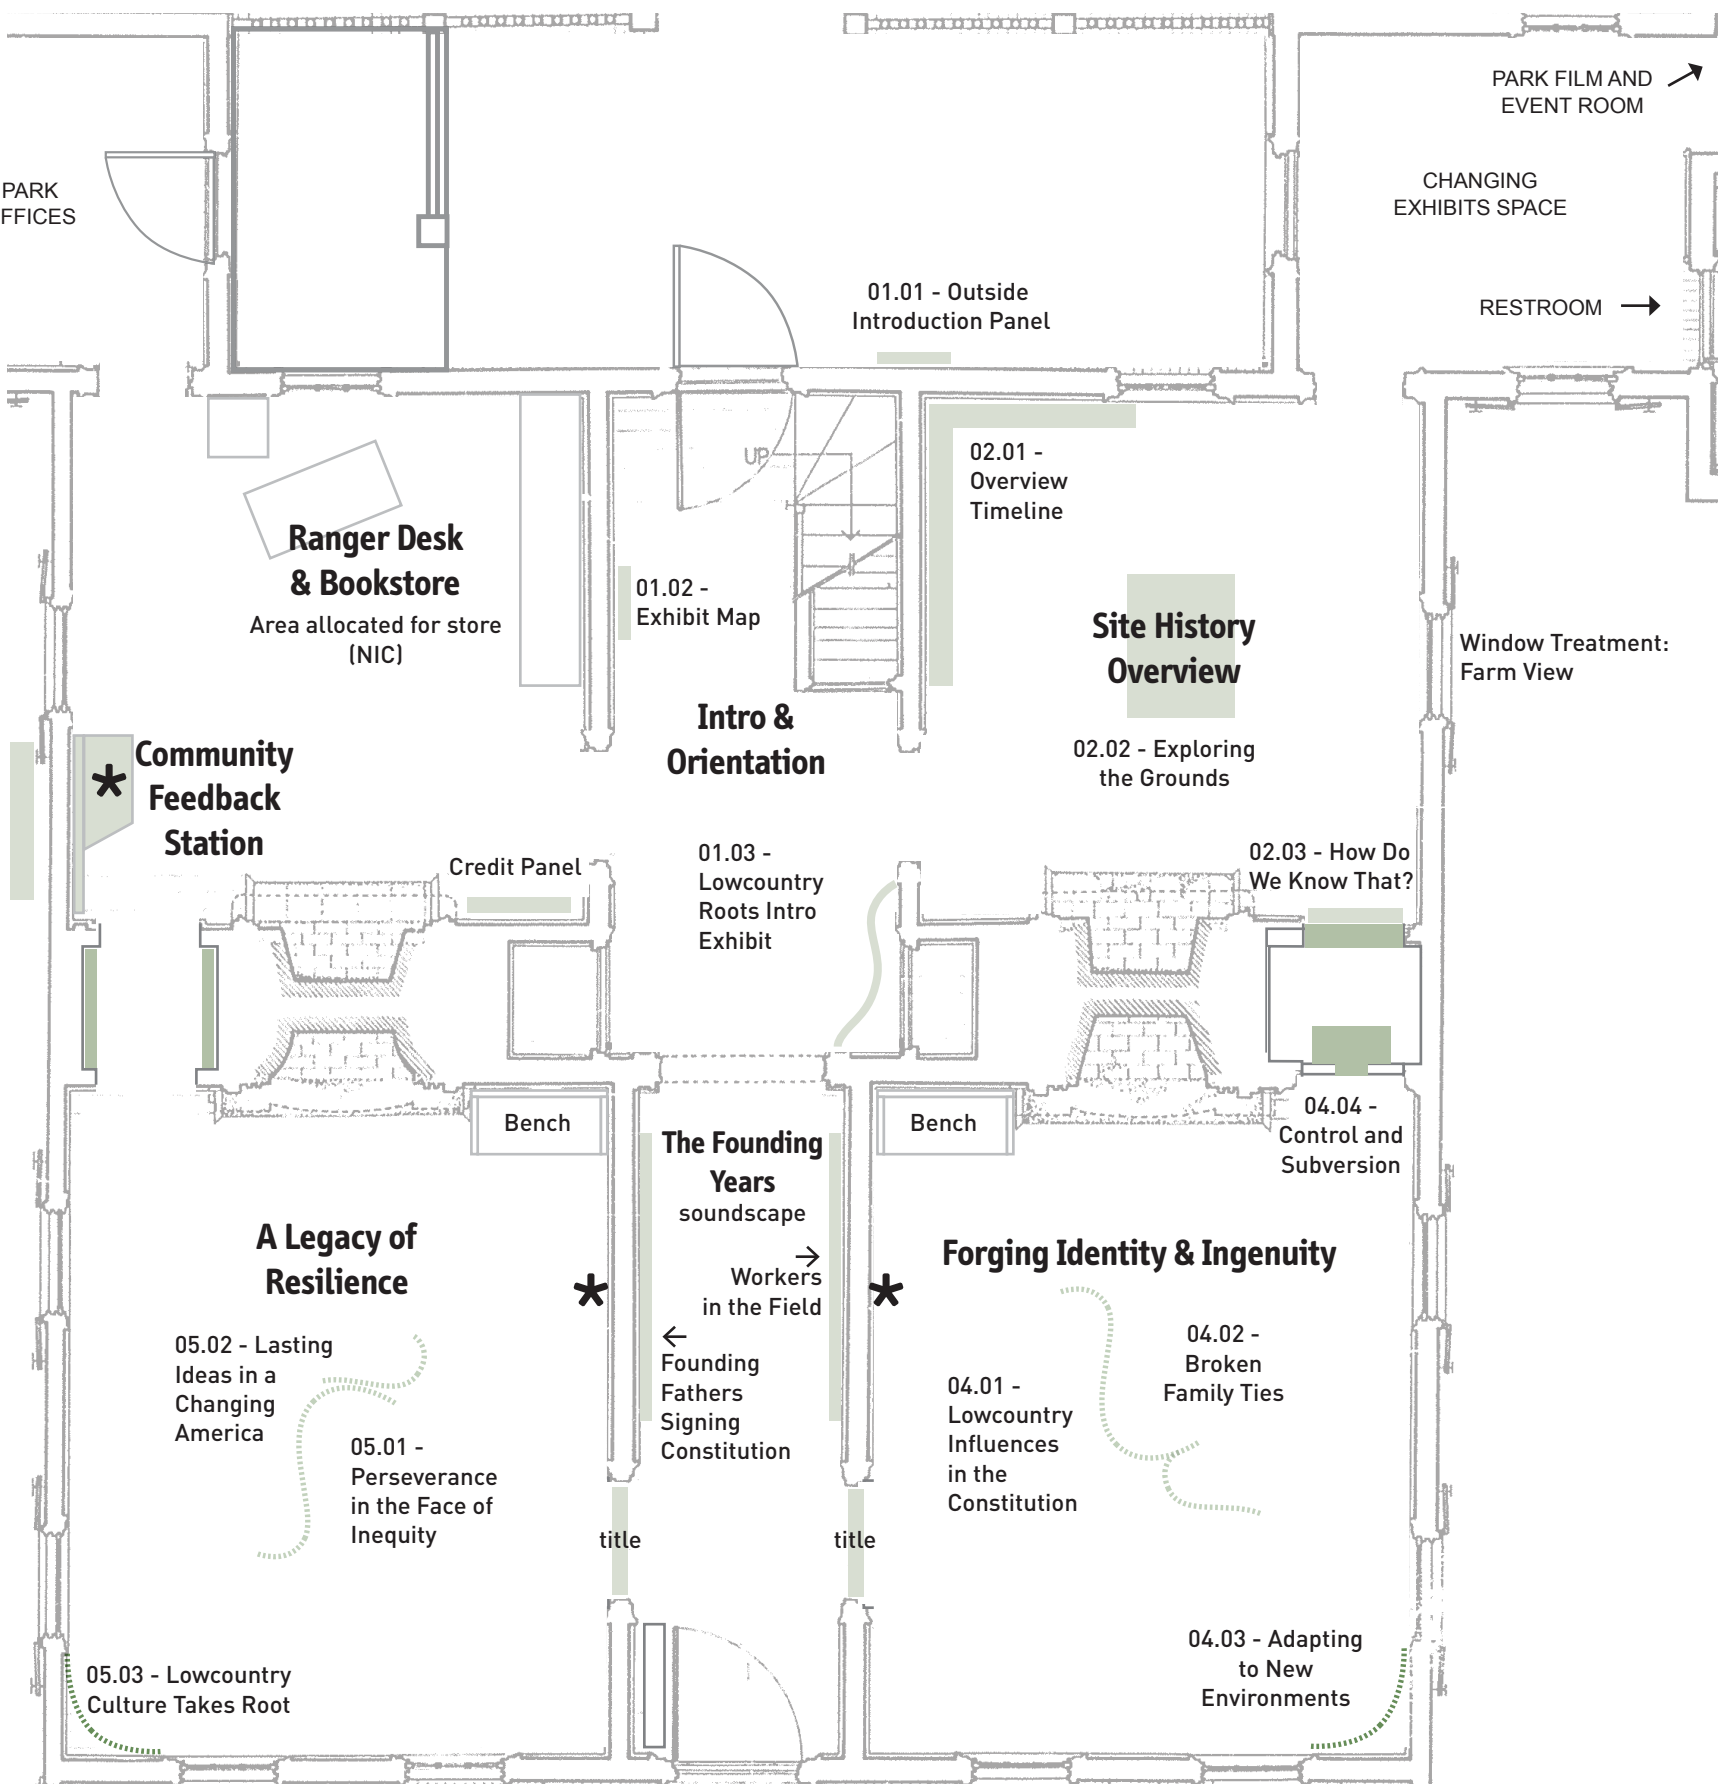 PARK FILM AND
EVENT ROOM
PARK
FFICES
CHANGING
EXHIBITS SPACE
RESTROOM
01.01 - Outside
Introduction Panel
UP
02.01 -
Overview
Timeline
Ranger Desk
& Bookstore
Area allocated for store
(NIC)
01.02 -
Exhibit Map
Site History
Overview
Window Treatment:
Farm View
Intro &
Orientation
02.02 - Exploring
the Grounds
*
Community
Feedback
Station
Credit Panel
01.03 -
Lowcountry
Roots Intro
Exhibit
02.03 - How Do
We Know That?
Bench
The Founding
Years
soundscape
→
Workers
in the Field
←
Founding
Fathers
Signing
Constitution
Bench
04.04 -
Control and
Subversion
A Legacy of
Resilience
*
*
Forging Identity & Ingenuity
05.02 - Lasting
Ideas in a
Changing
America
05.01 -
Perseverance
in the Face of
Inequity
04.01 -
Lowcountry
Influences
in the
Constitution
04.02 -
Broken
Family Ties
title
title
05.03 - Lowcountry
Culture Takes Root
04.03 - Adapting
to New
Environments